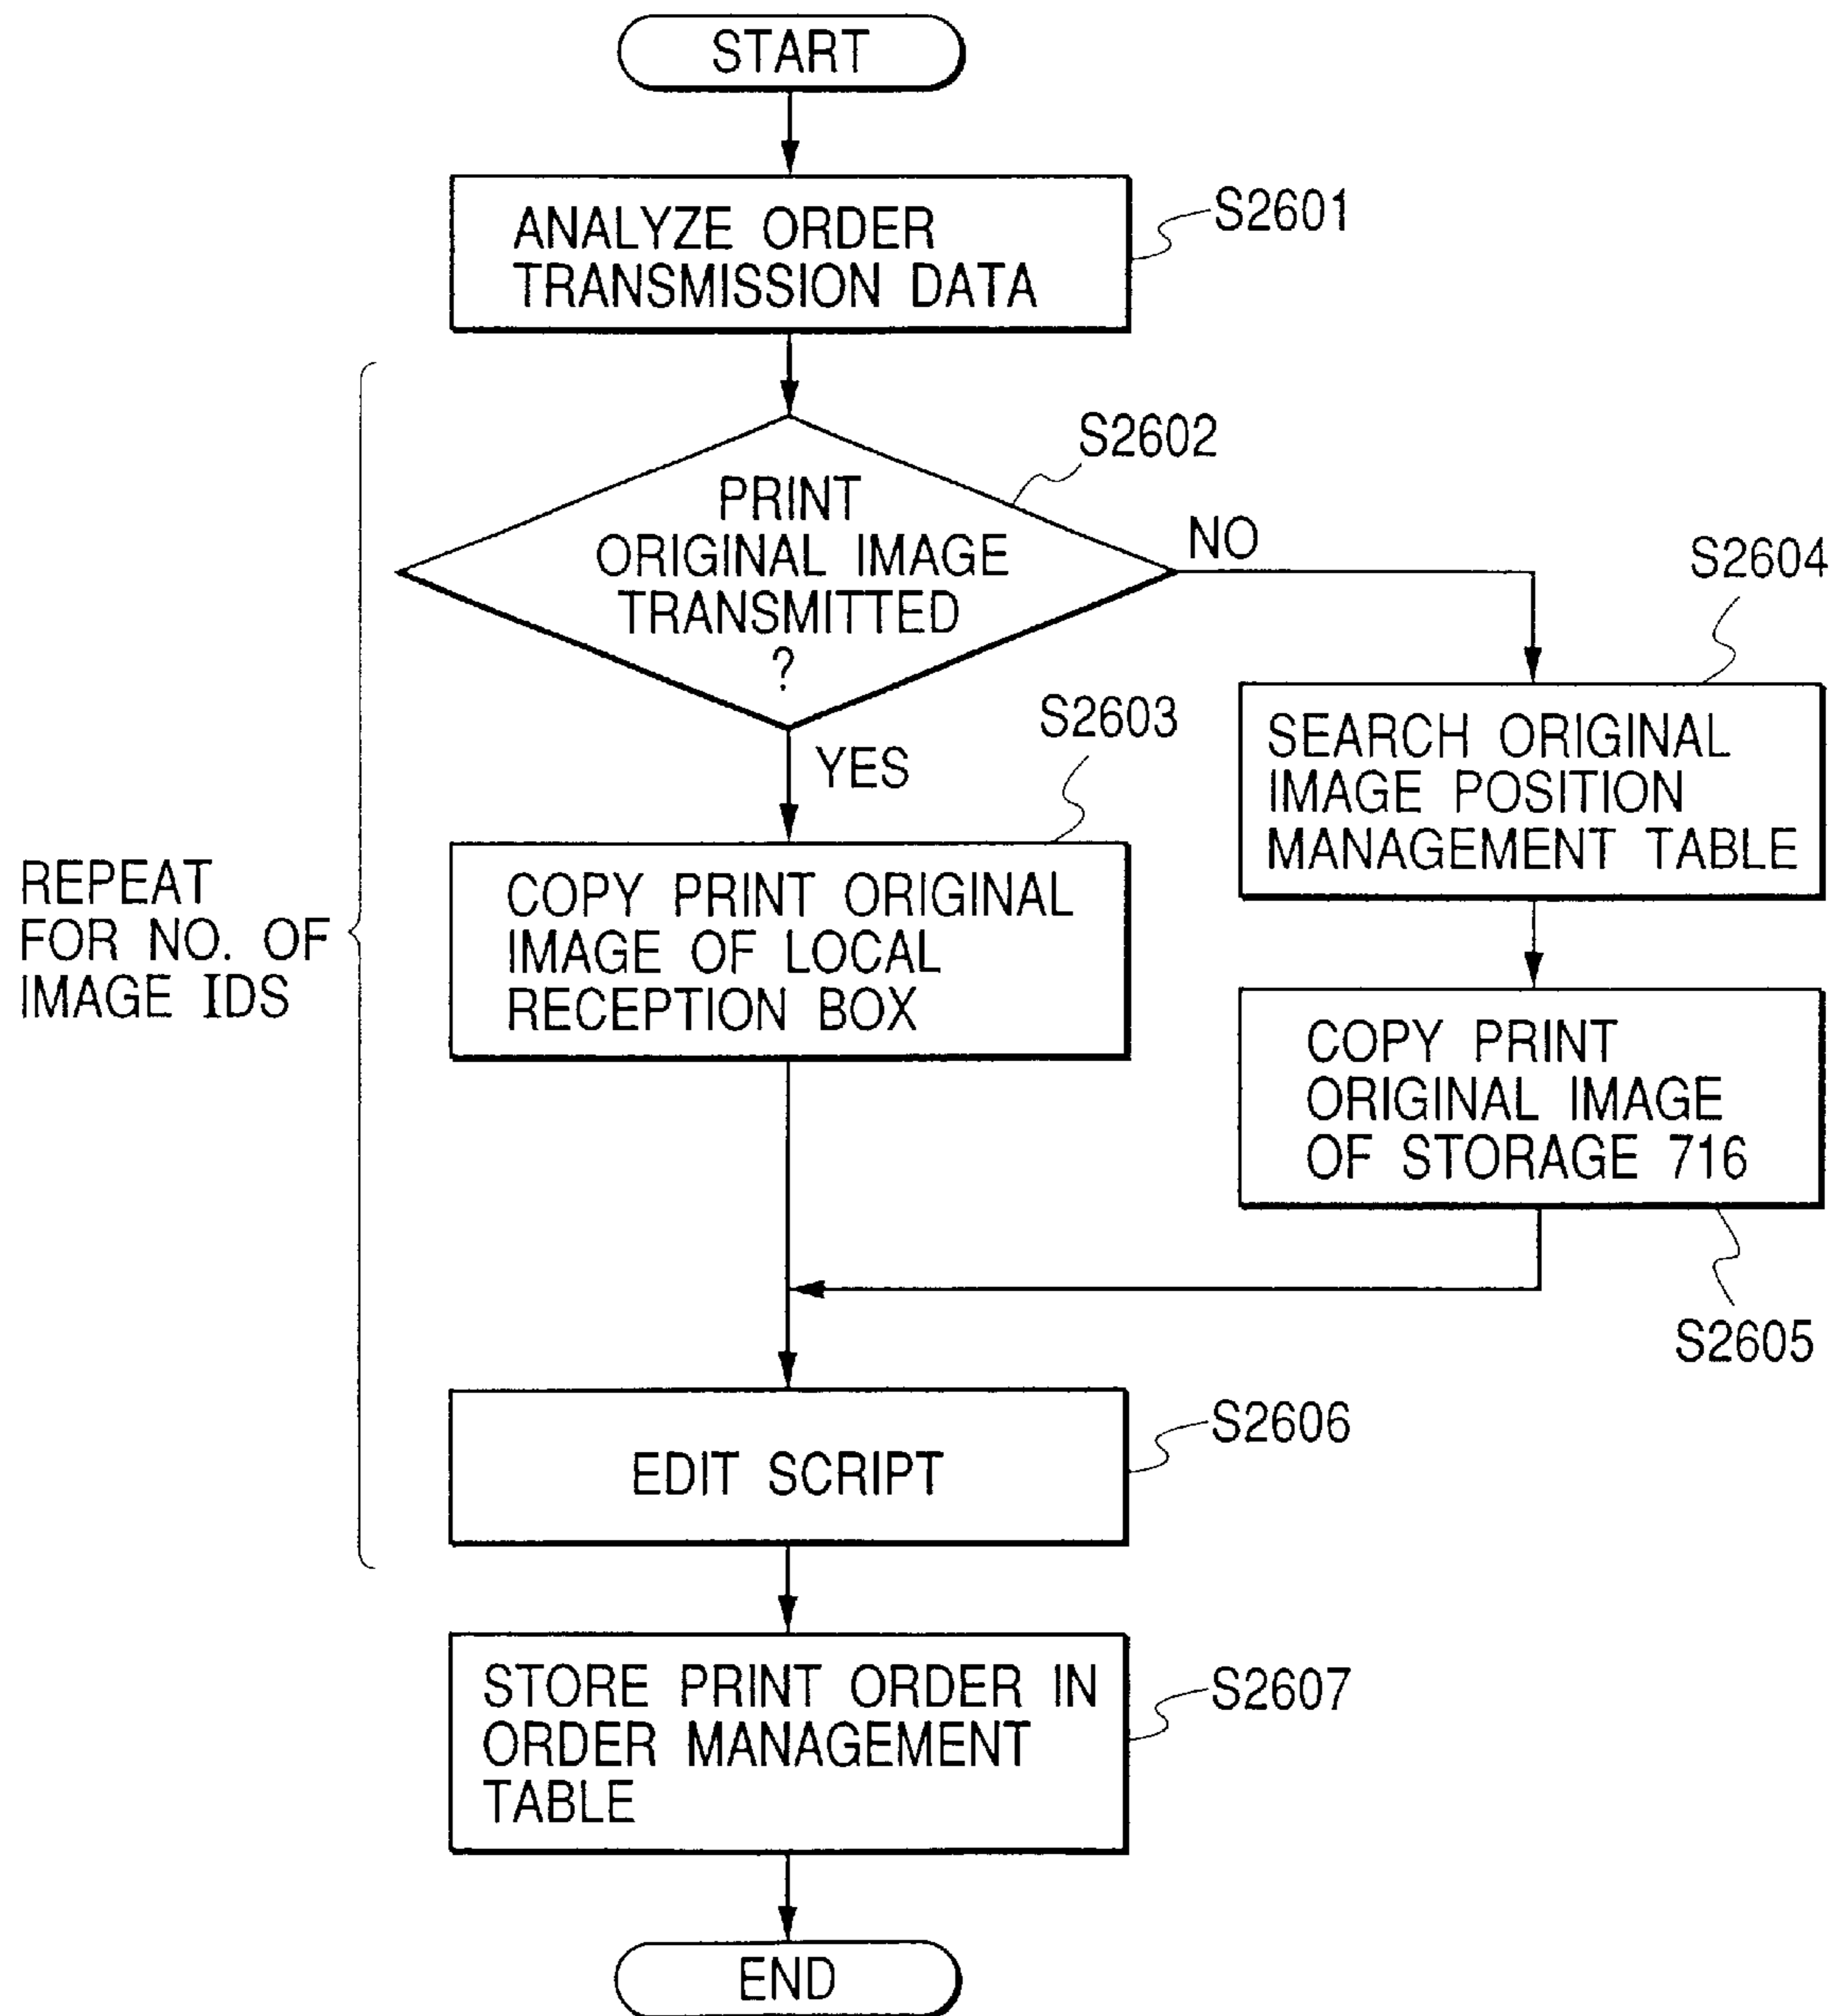 START
ANALYZE ORDER
TRANSMISSION DATA
S2601
S2602
PRINT
ORIGINAL IMAGE
TRANSMITTED
?
NO
YES
S2603
COPY PRINT ORIGINAL
IMAGE OF LOCAL
RECEPTION BOX
S2604
SEARCH ORIGINAL
IMAGE POSITION
MANAGEMENT TABLE
COPY PRINT
ORIGINAL IMAGE
OF STORAGE 716
S2605
REPEAT
FOR NO. OF
IMAGE IDS
EDIT SCRIPT
S2606
STORE PRINT ORDER IN
ORDER MANAGEMENT
TABLE
S2607
END